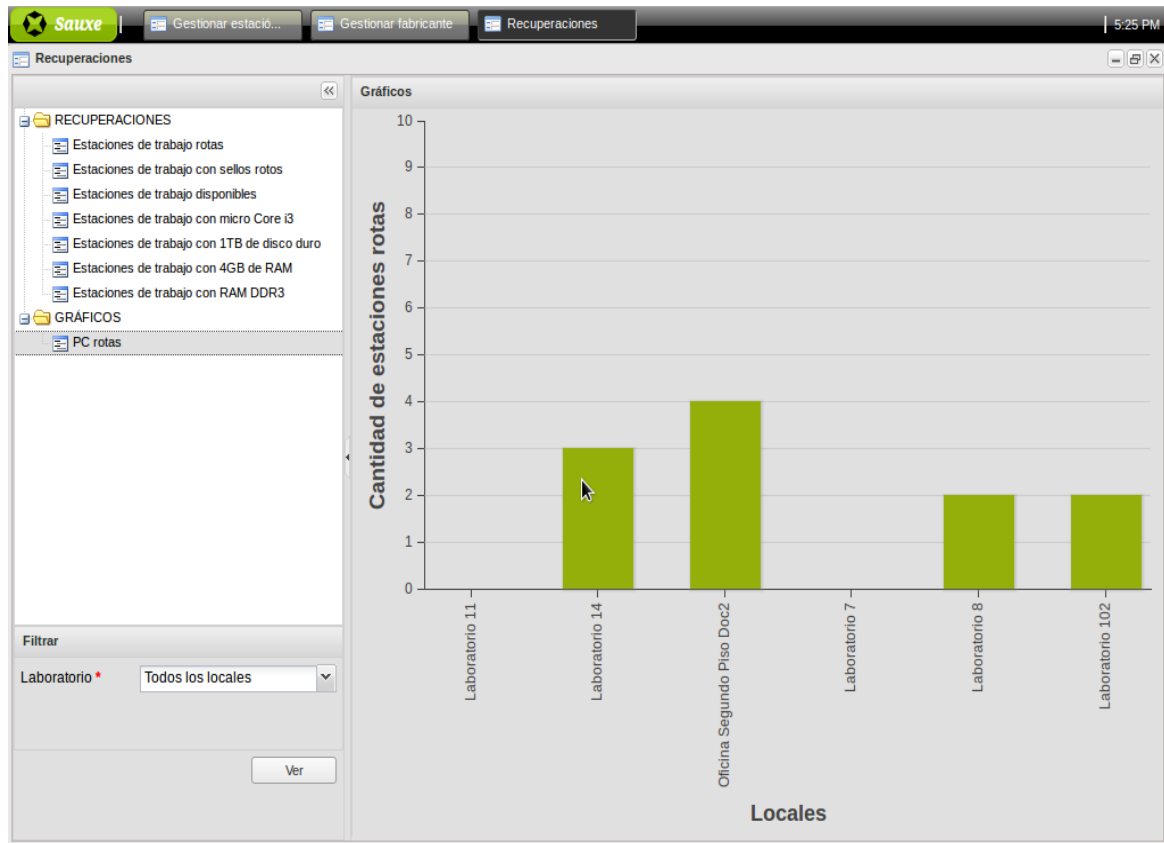 Sauxe
Gestionar estació...
Gestionar fabricante
Recuperaciones
5:25 PM
Recuperaciones
RECUPERACIONES
Estaciones de trabajo rotas
Estaciones de trabajo con sellos rotos
Estaciones de trabajo disponibles
Estaciones de trabajo con micro Core i3
Estaciones de trabajo con 1TB de disco duro
Estaciones de trabajo con 4GB de RAM
Estaciones de trabajo con RAM DDR3
GRÁFICOS
PC rotas
Filtrar
Laboratorio *
Todos los locales
Ver
Gráficos
Cantidad de estaciones rotas
10
9
8
7
6
5
4
3
2
1
0
Laboratorio 11
Laboratorio 14
Oficina Segundo Piso Doc2
Laboratorio 7
Laboratorio 8
Laboratorio 102
Locales